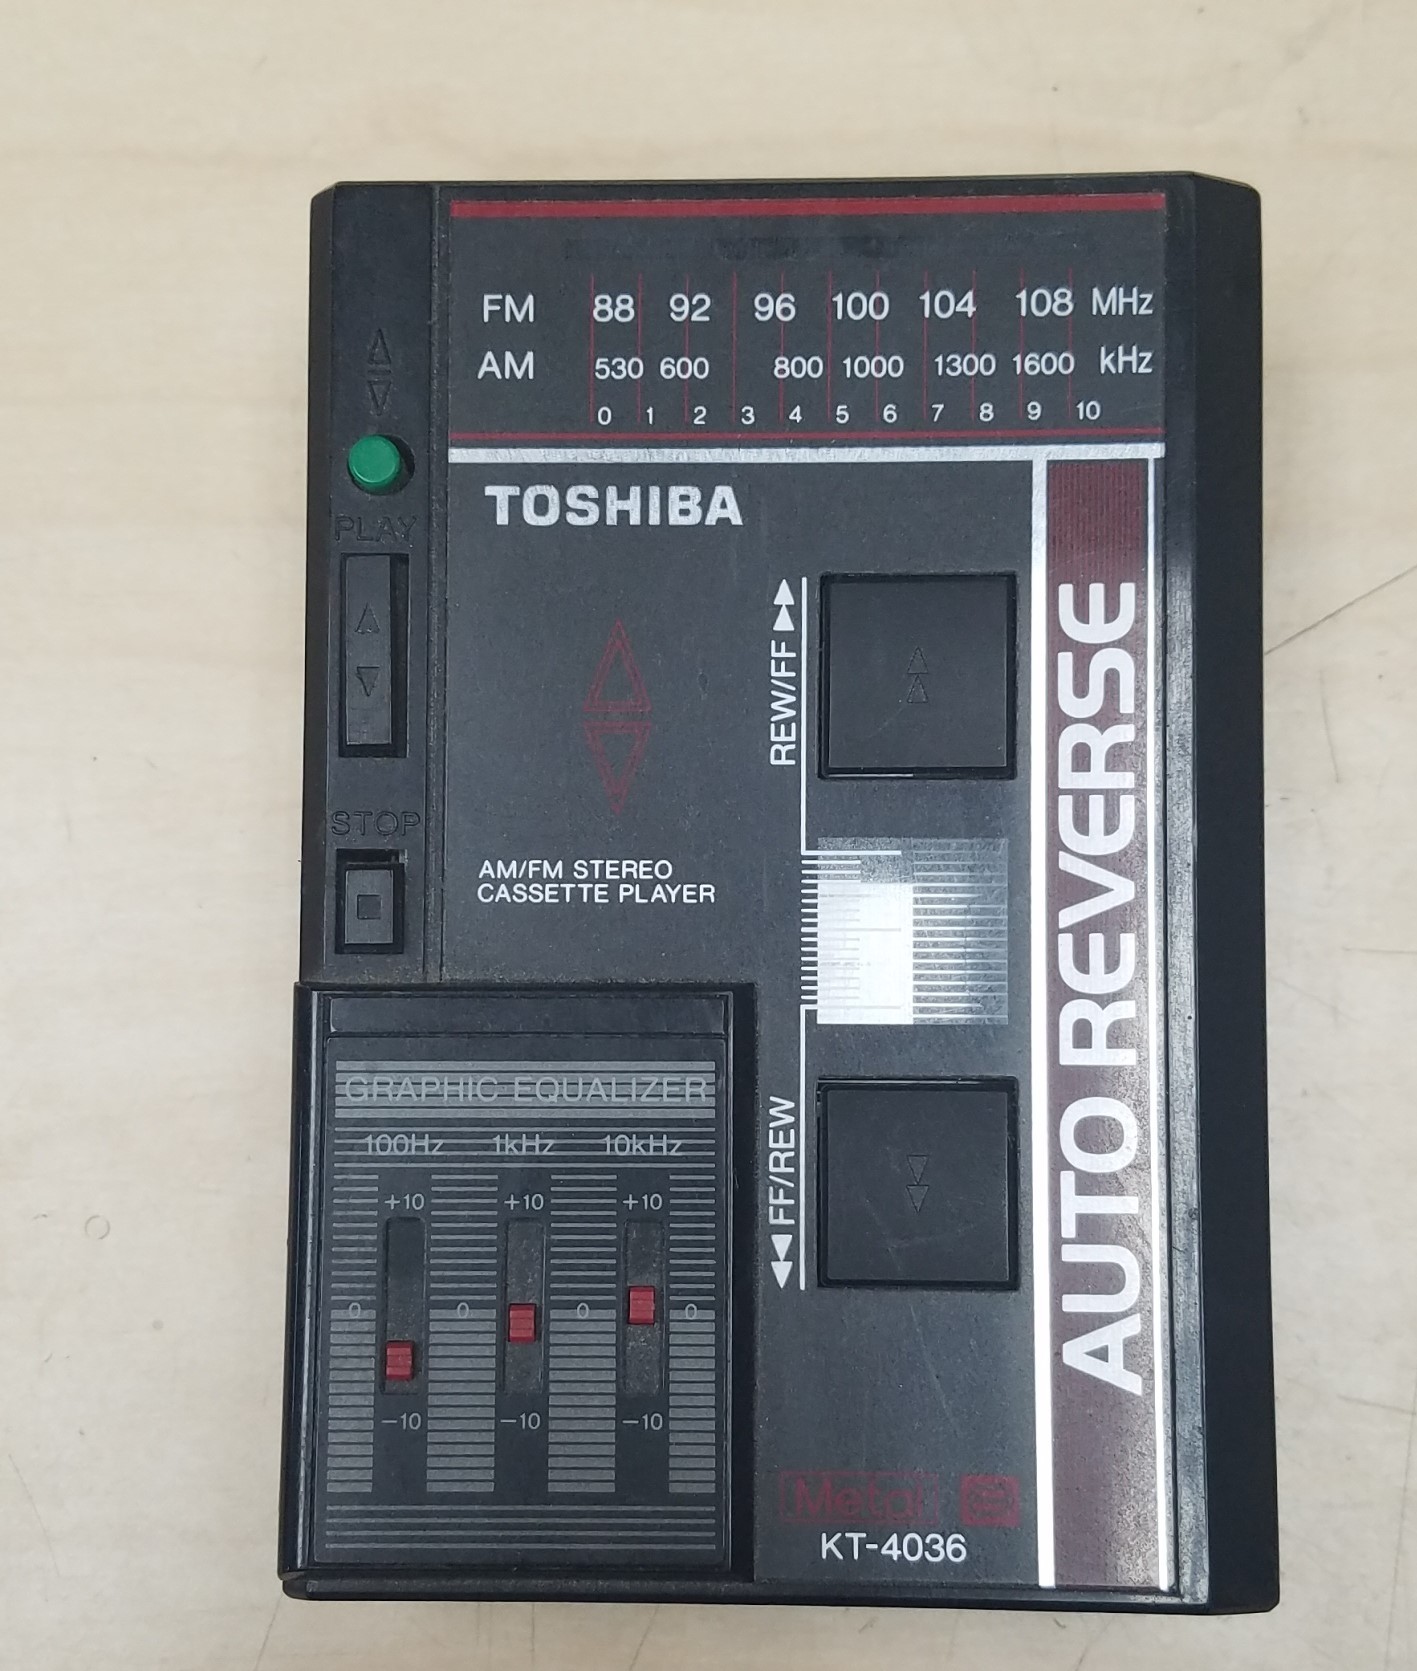 FM 88 92 96 100 104 108 MHz
AM 530 600 800 1000 1300 1600 kHz
0 1 2 3 4 5 6 7 8 9 10
TOSHIBA
PLAY
STOP
REW/FF
AM/FM STEREO
CASSETTE PLAYER
AUTO REVERSE
GRAPHIC EQUALIZER
100Hz 1kHz 10kHz
+10 +10 +10
0 0 0 0
−10 −10 −10
FF/REW
Metal
KT-4036